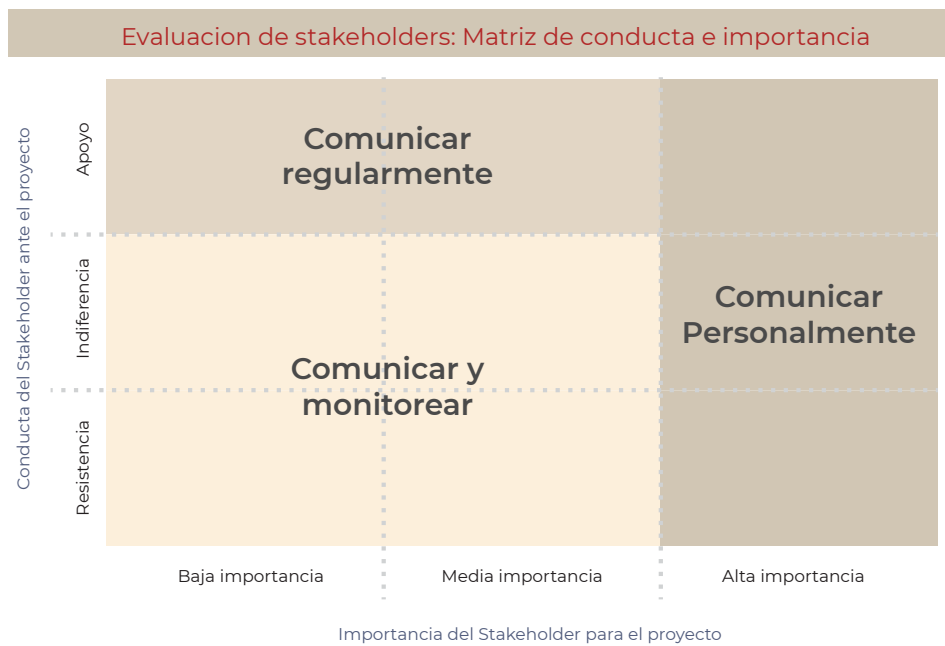 Evaluacion de stakeholders: Matriz de conducta e importancia
Conducta del Stakeholder ante el proyecto
Apoyo
Comunicar
regularmente
Indiferencia
Comunicar
Personalmente
Comunicar y
monitorear
Resistencia
Baja importancia
Media importancia
Alta importancia
Importancia del Stakeholder para el proyecto